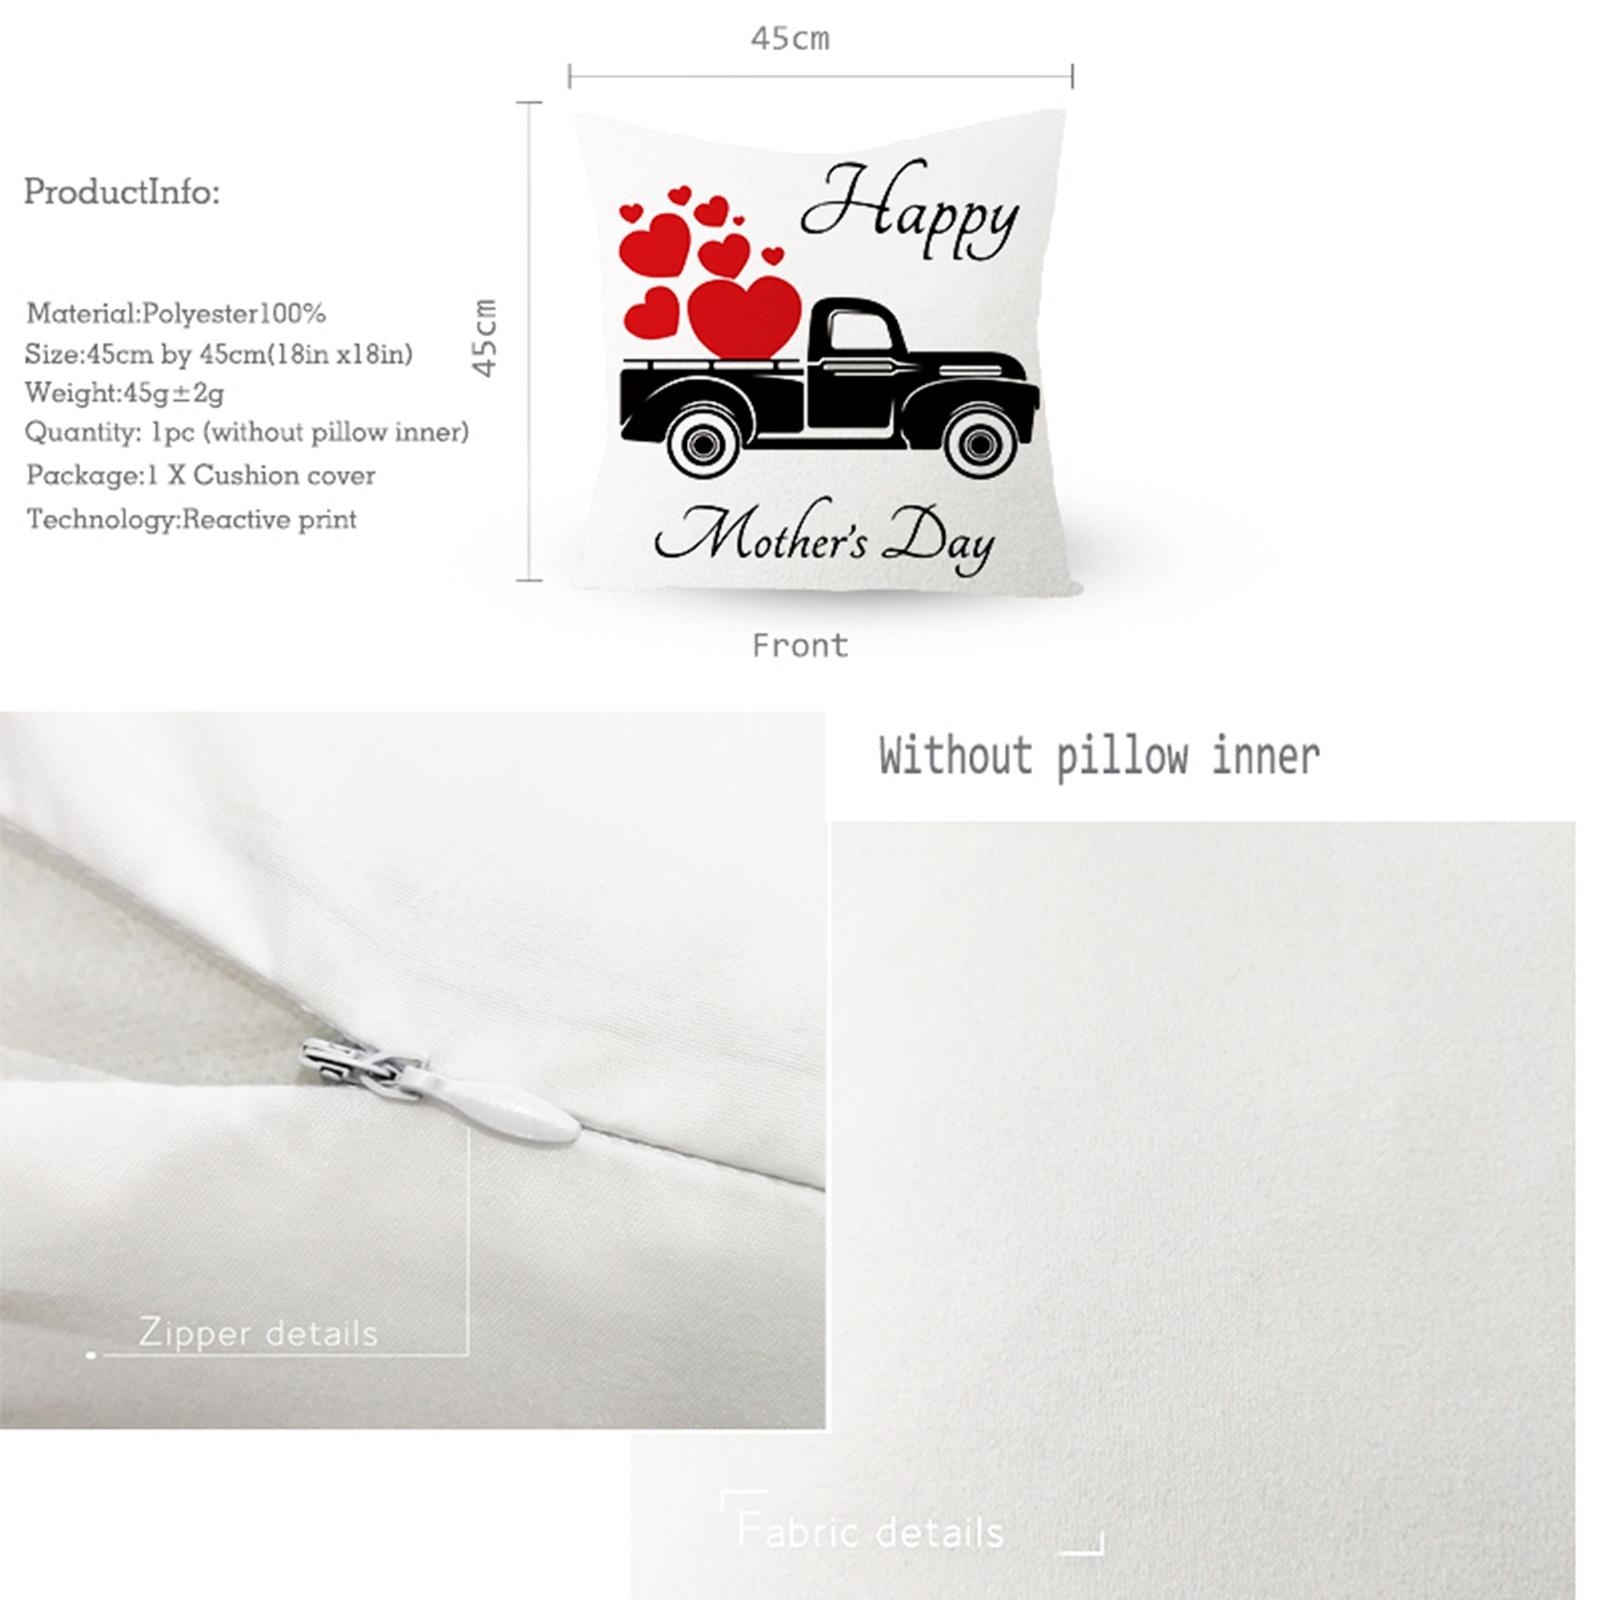 45cm
45cm
ProductInfo:
Material:Polyester100%
Size:45cm by 45cm(18in x18in)
Weight:45g±2g
Quantity: 1pc (without pillow inner)
Package:1 X Cushion cover
Technology:Reactive print
Happy
Mother's Day
Front
Without pillow inner
Zipper details
Fabric details